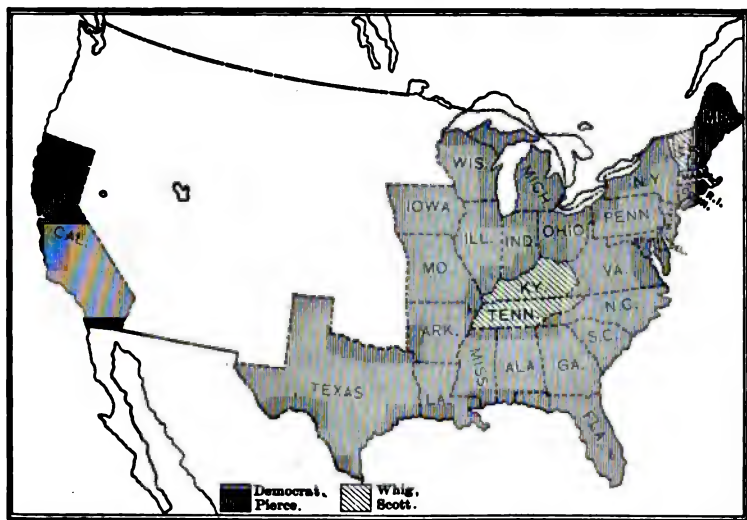 WIS.
MICH.
N.Y.
IOWA
PENN.
ILL.
IND.
OHIO
CAL.
MO.
VA.
KY.
N.C.
TENN.
ARK.
S.C.
MISS
ALA
GA.
TEXAS
LA.
FLA.
Democrat,
Pierce.
Whig,
Scott.